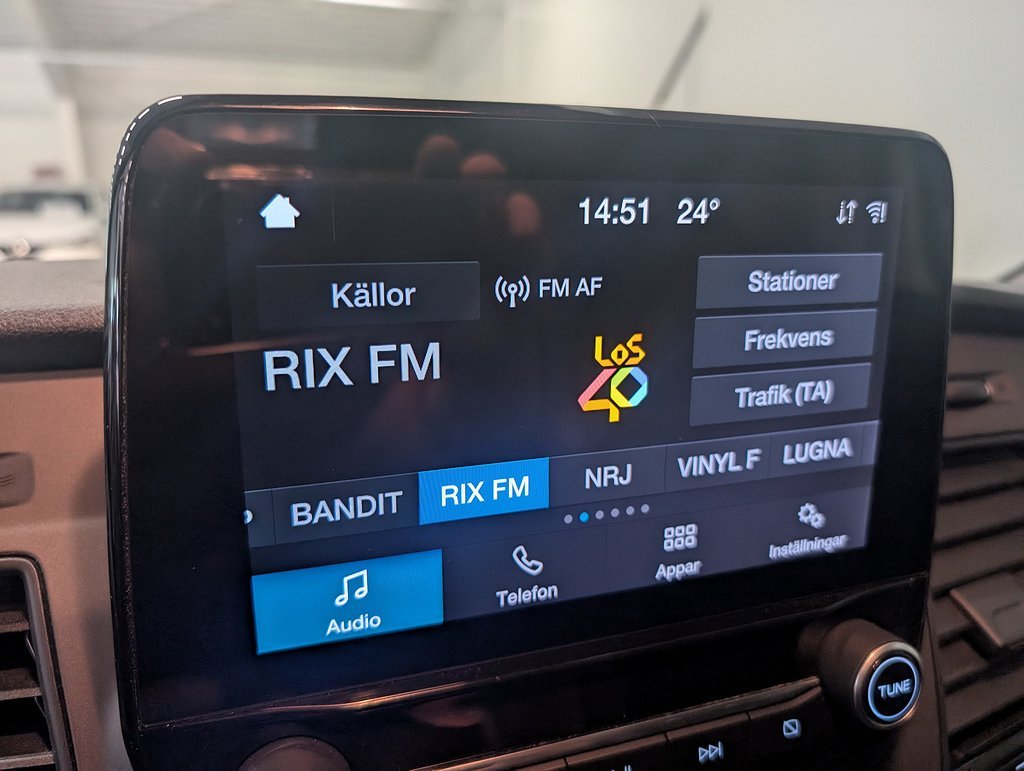 14:51 24°
Källor
FM AF
Stationer
RIX FM
LOS
40
Frekvens
Trafik (TA)
BANDIT
RIX FM
NRJ
VINYL F
LUGNA
Audio
Telefon
Appar
Inställningar
TUNE